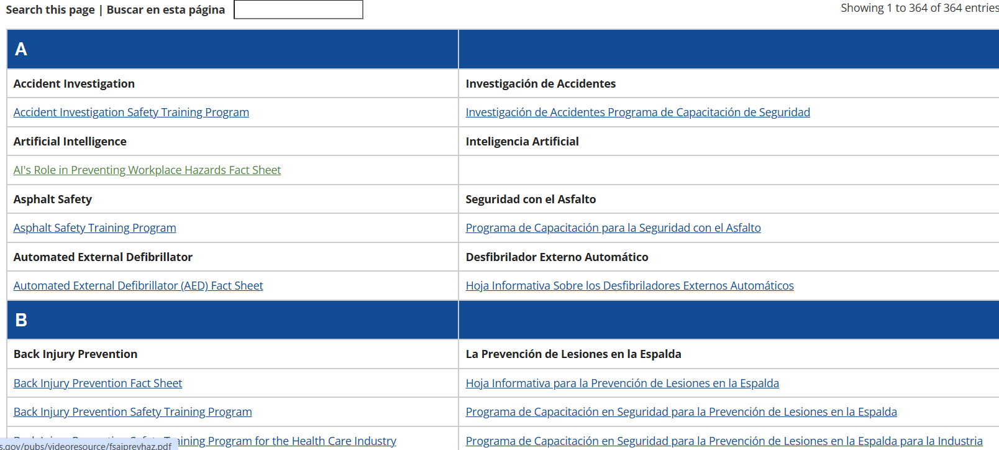 Search this page | Buscar en esta página
Showing 1 to 364 of 364 entries
A
Accident Investigation
Investigación de Accidentes
Accident Investigation Safety Training Program
Investigación de Accidentes Programa de Capacitación de Seguridad
Artificial Intelligence
Inteligencia Artificial
AI's Role in Preventing Workplace Hazards Fact Sheet
Asphalt Safety
Seguridad con el Asfalto
Asphalt Safety Training Program
Programa de Capacitación para la Seguridad con el Asfalto
Automated External Defibrillator
Desfibrilador Externo Automático
Automated External Defibrillator (AED) Fact Sheet
Hoja Informativa Sobre los Desfibriladores Externos Automáticos
B
Back Injury Prevention
La Prevención de Lesiones en la Espalda
Back Injury Prevention Fact Sheet
Hoja Informativa para la Prevención de Lesiones en la Espalda
Back Injury Prevention Safety Training Program
Programa de Capacitación en Seguridad para la Prevención de Lesiones en la Espalda
Training Program for the Health Care Industry
Programa de Capacitación en Seguridad para la Prevención de Lesiones en la Espalda para la Industria
s.gov/pubs/videoresource/fsaiprevhaz.pdf